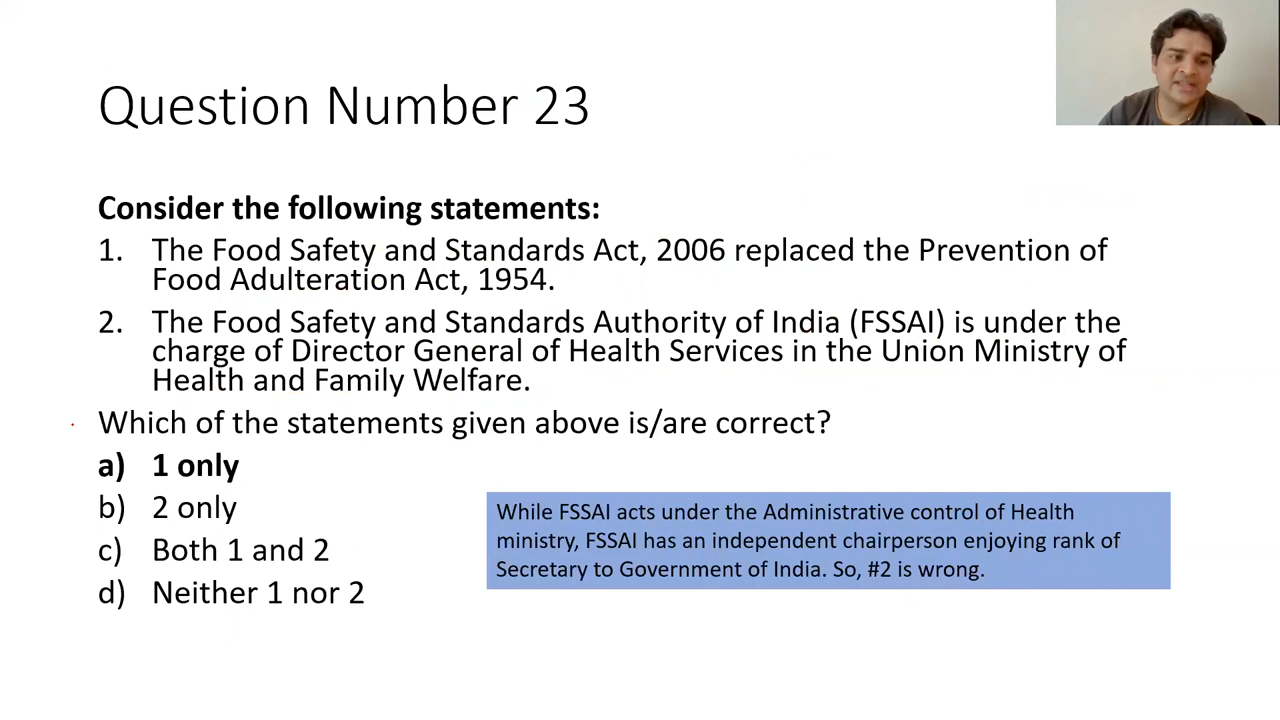 Question Number 23
Consider the following statements:
1. The Food Safety and Standards Act, 2006 replaced the Prevention of
Food Adulteration Act, 1954.
2. The Food Safety and Standards Authority of India (FSSAI) is under the
charge of Director General of Health Services in the Union Ministry of
Health and Family Welfare.
Which of the statements given above is/are correct?
a) 1 only
b) 2 only
c) Both 1 and 2
d) Neither 1 nor 2
While FSSAI acts under the Administrative control of Health
ministry, FSSAI has an independent chairperson enjoying rank of
Secretary to Government of India. So, #2 is wrong.